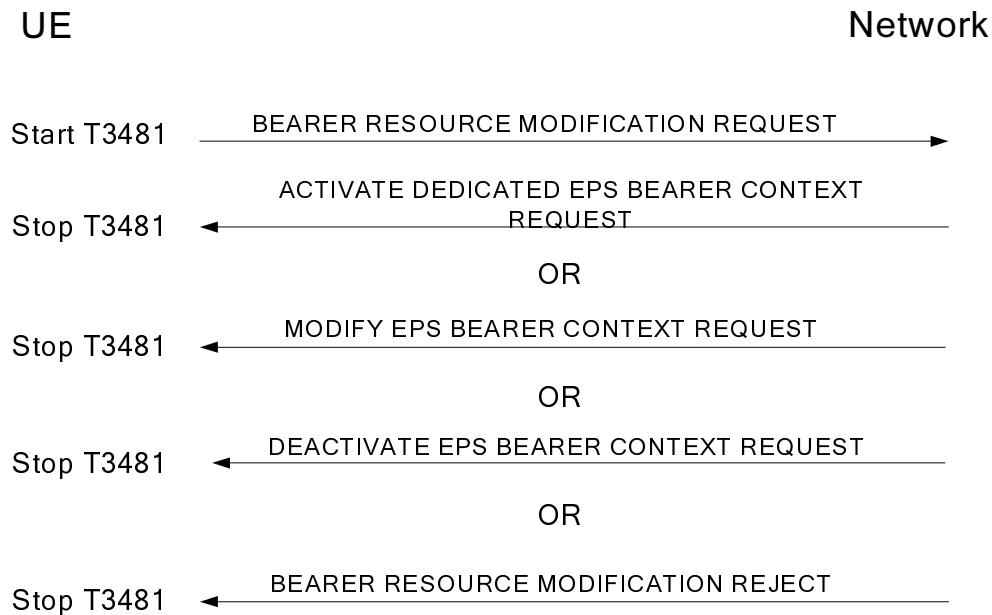 UE Network
Start T3481 BEARER RESOURCE MODIFICATION REQUEST
ACTIVATE DEDICATED EPS BEARER CONTEXT
REQUEST
Stop T3481
OR
MODIFY EPS BEARER CONTEXT REQUEST
Stop T3481
OR
DEACTIVATE EPS BEARER CONTEXT REQUEST
Stop T3481
OR
BEARER RESOURCE MODIFICATION REJECT
Stop T3481